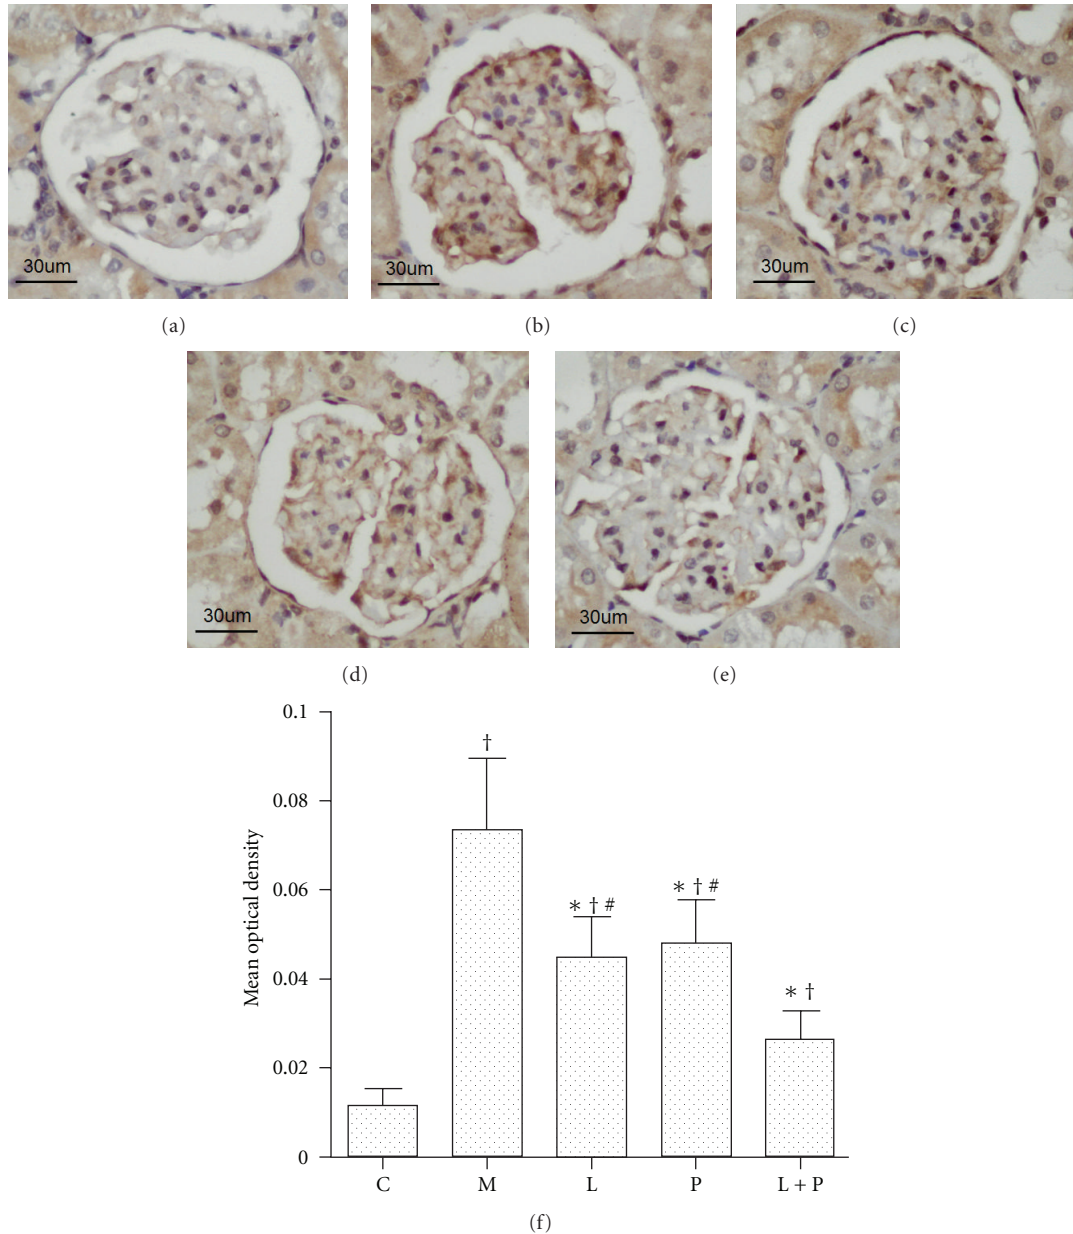 30um
30um
30um
(a)
(b)
(c)
30um
30um
(d)
(e)
0.1
0.08
0.06
0.04
0.02
0
Mean optical density
†
* † #
* † #
* †
C
M
L
P
L + P
(f)